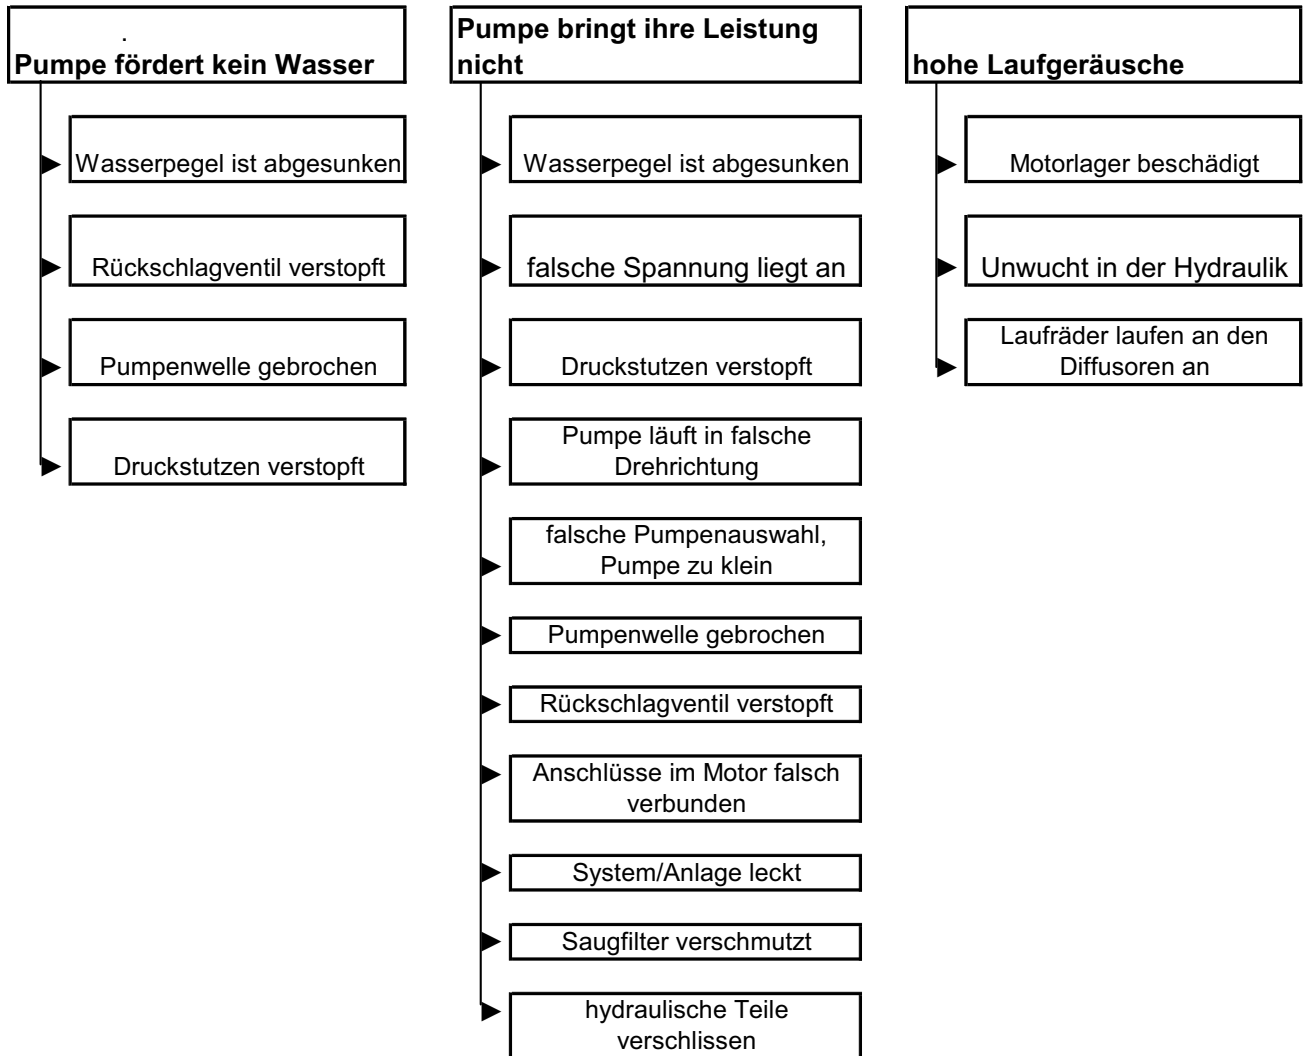 Pumpe fördert kein Wasser
Wasserpegel ist abgesunken
Rückschlagventil verstopft
Pumpenwelle gebrochen
Druckstutzen verstopft
Pumpe bringt ihre Leistung
nicht
Wasserpegel ist abgesunken
falsche Spannung liegt an
Druckstutzen verstopft
Pumpe läuft in falsche
Drehrichtung
falsche Pumpenauswahl,
Pumpe zu klein
Pumpenwelle gebrochen
Rückschlagventil verstopft
Anschlüsse im Motor falsch
verbunden
System/Anlage leckt
Saugfilter verschmutzt
hydraulische Teile
verschlissen
hohe Laufgeräusche
Motorlager beschädigt
Unwucht in der Hydraulik
Laufräder laufen an den
Diffusoren an